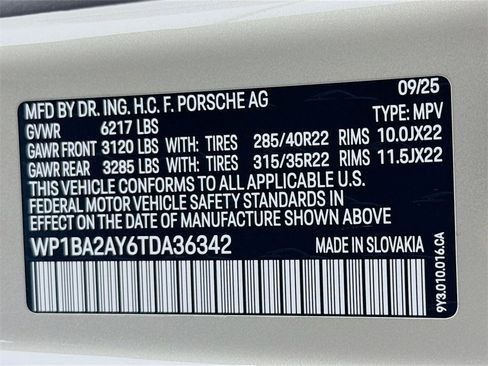 09/25
MFD BY DR. ING. H.C. F. PORSCHE AG
GVWR 6217 LBS TYPE: MPV
GAWR FRONT 3120 LBS WITH: TIRES 285/40R22 RIMS 10.0JX22
GAWR REAR 3285 LBS WITH: TIRES 315/35R22 RIMS 11.5JX22
THIS VEHICLE CONFORMS TO ALL APPLICABLE U.S.
FEDERAL MOTOR VEHICLE SAFETY STANDARDS IN
EFFECT ON THE DATE OF MANUFACTURE SHOWN ABOVE
WP1BA2AY6TDA36342 MADE IN SLOVAKIA
9Y3.010.016.CA